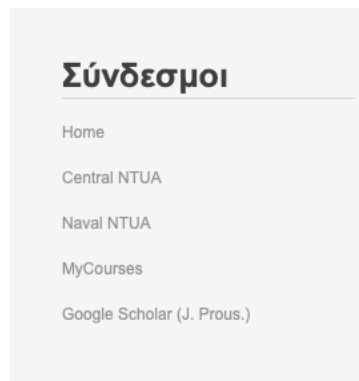 Σύνδεσμοι
Home
Central NTUA
Naval NTUA
MyCourses
Google Scholar (J. Prous.)